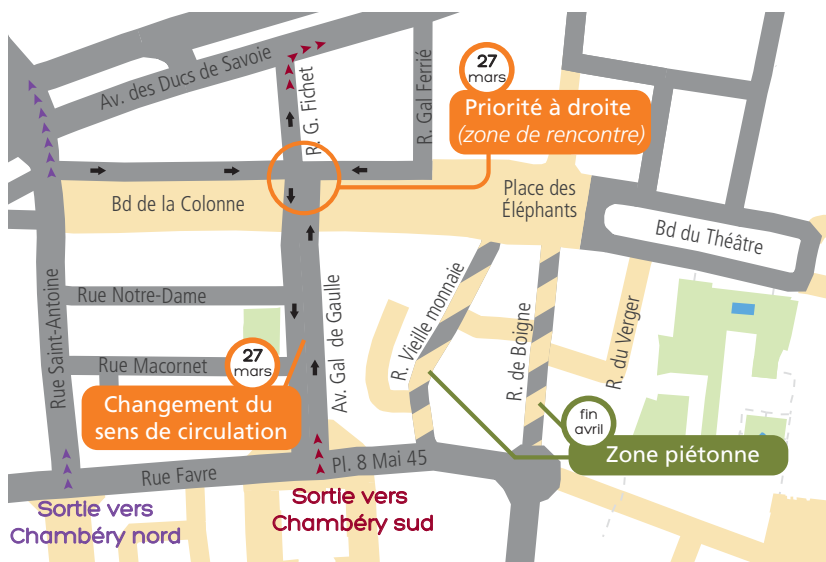 Av. des Ducs de Savoie
R. G. Fichet
R. Gal Ferrié
27
mars
Priorité à droite
(zone de rencontre)
Bd de la Colonne
Place des
Éléphants
Bd du Théâtre
Rue Saint-Antoine
Rue Notre-Dame
Rue Macornet
27
mars
Changement du
sens de circulation
Av. Gal de Gaulle
R. Vieille monnaie
R. de Boigne
R. du Verger
fin
avril
Zone piétonne
Rue Favre
Pl. 8 Mai 45
Sortie vers
Chambéry nord
Sortie vers
Chambéry sud